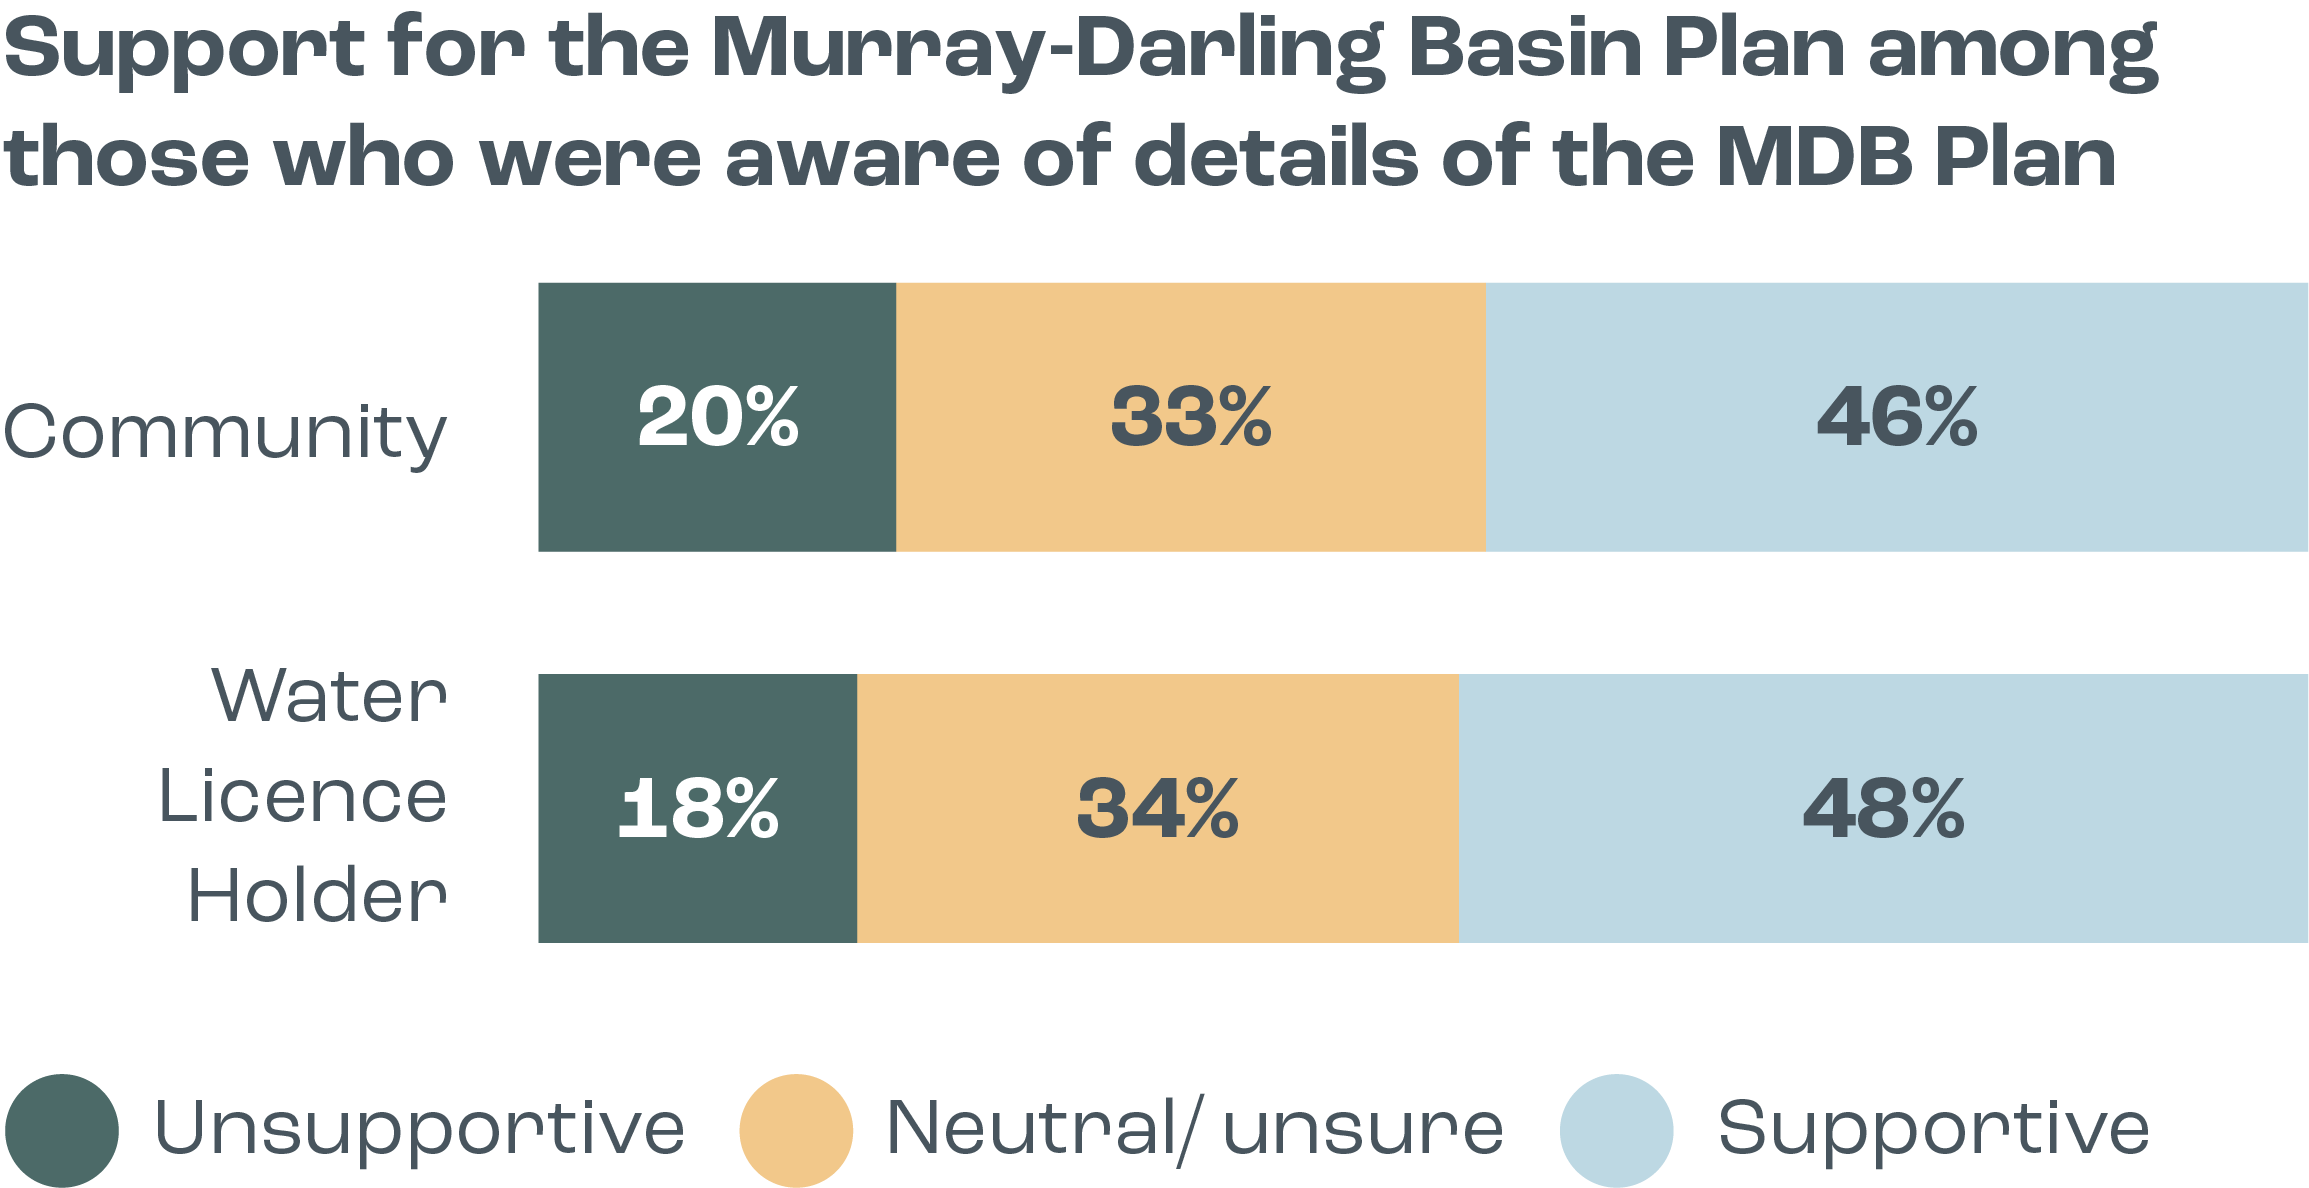 Support for the Murray-Darling Basin Plan among
those who were aware of details of the MDB Plan
Community
20%
33%
46%
Water
Licence
Holder
18%
34%
48%
Unsupportive
Neutral/ unsure
Supportive